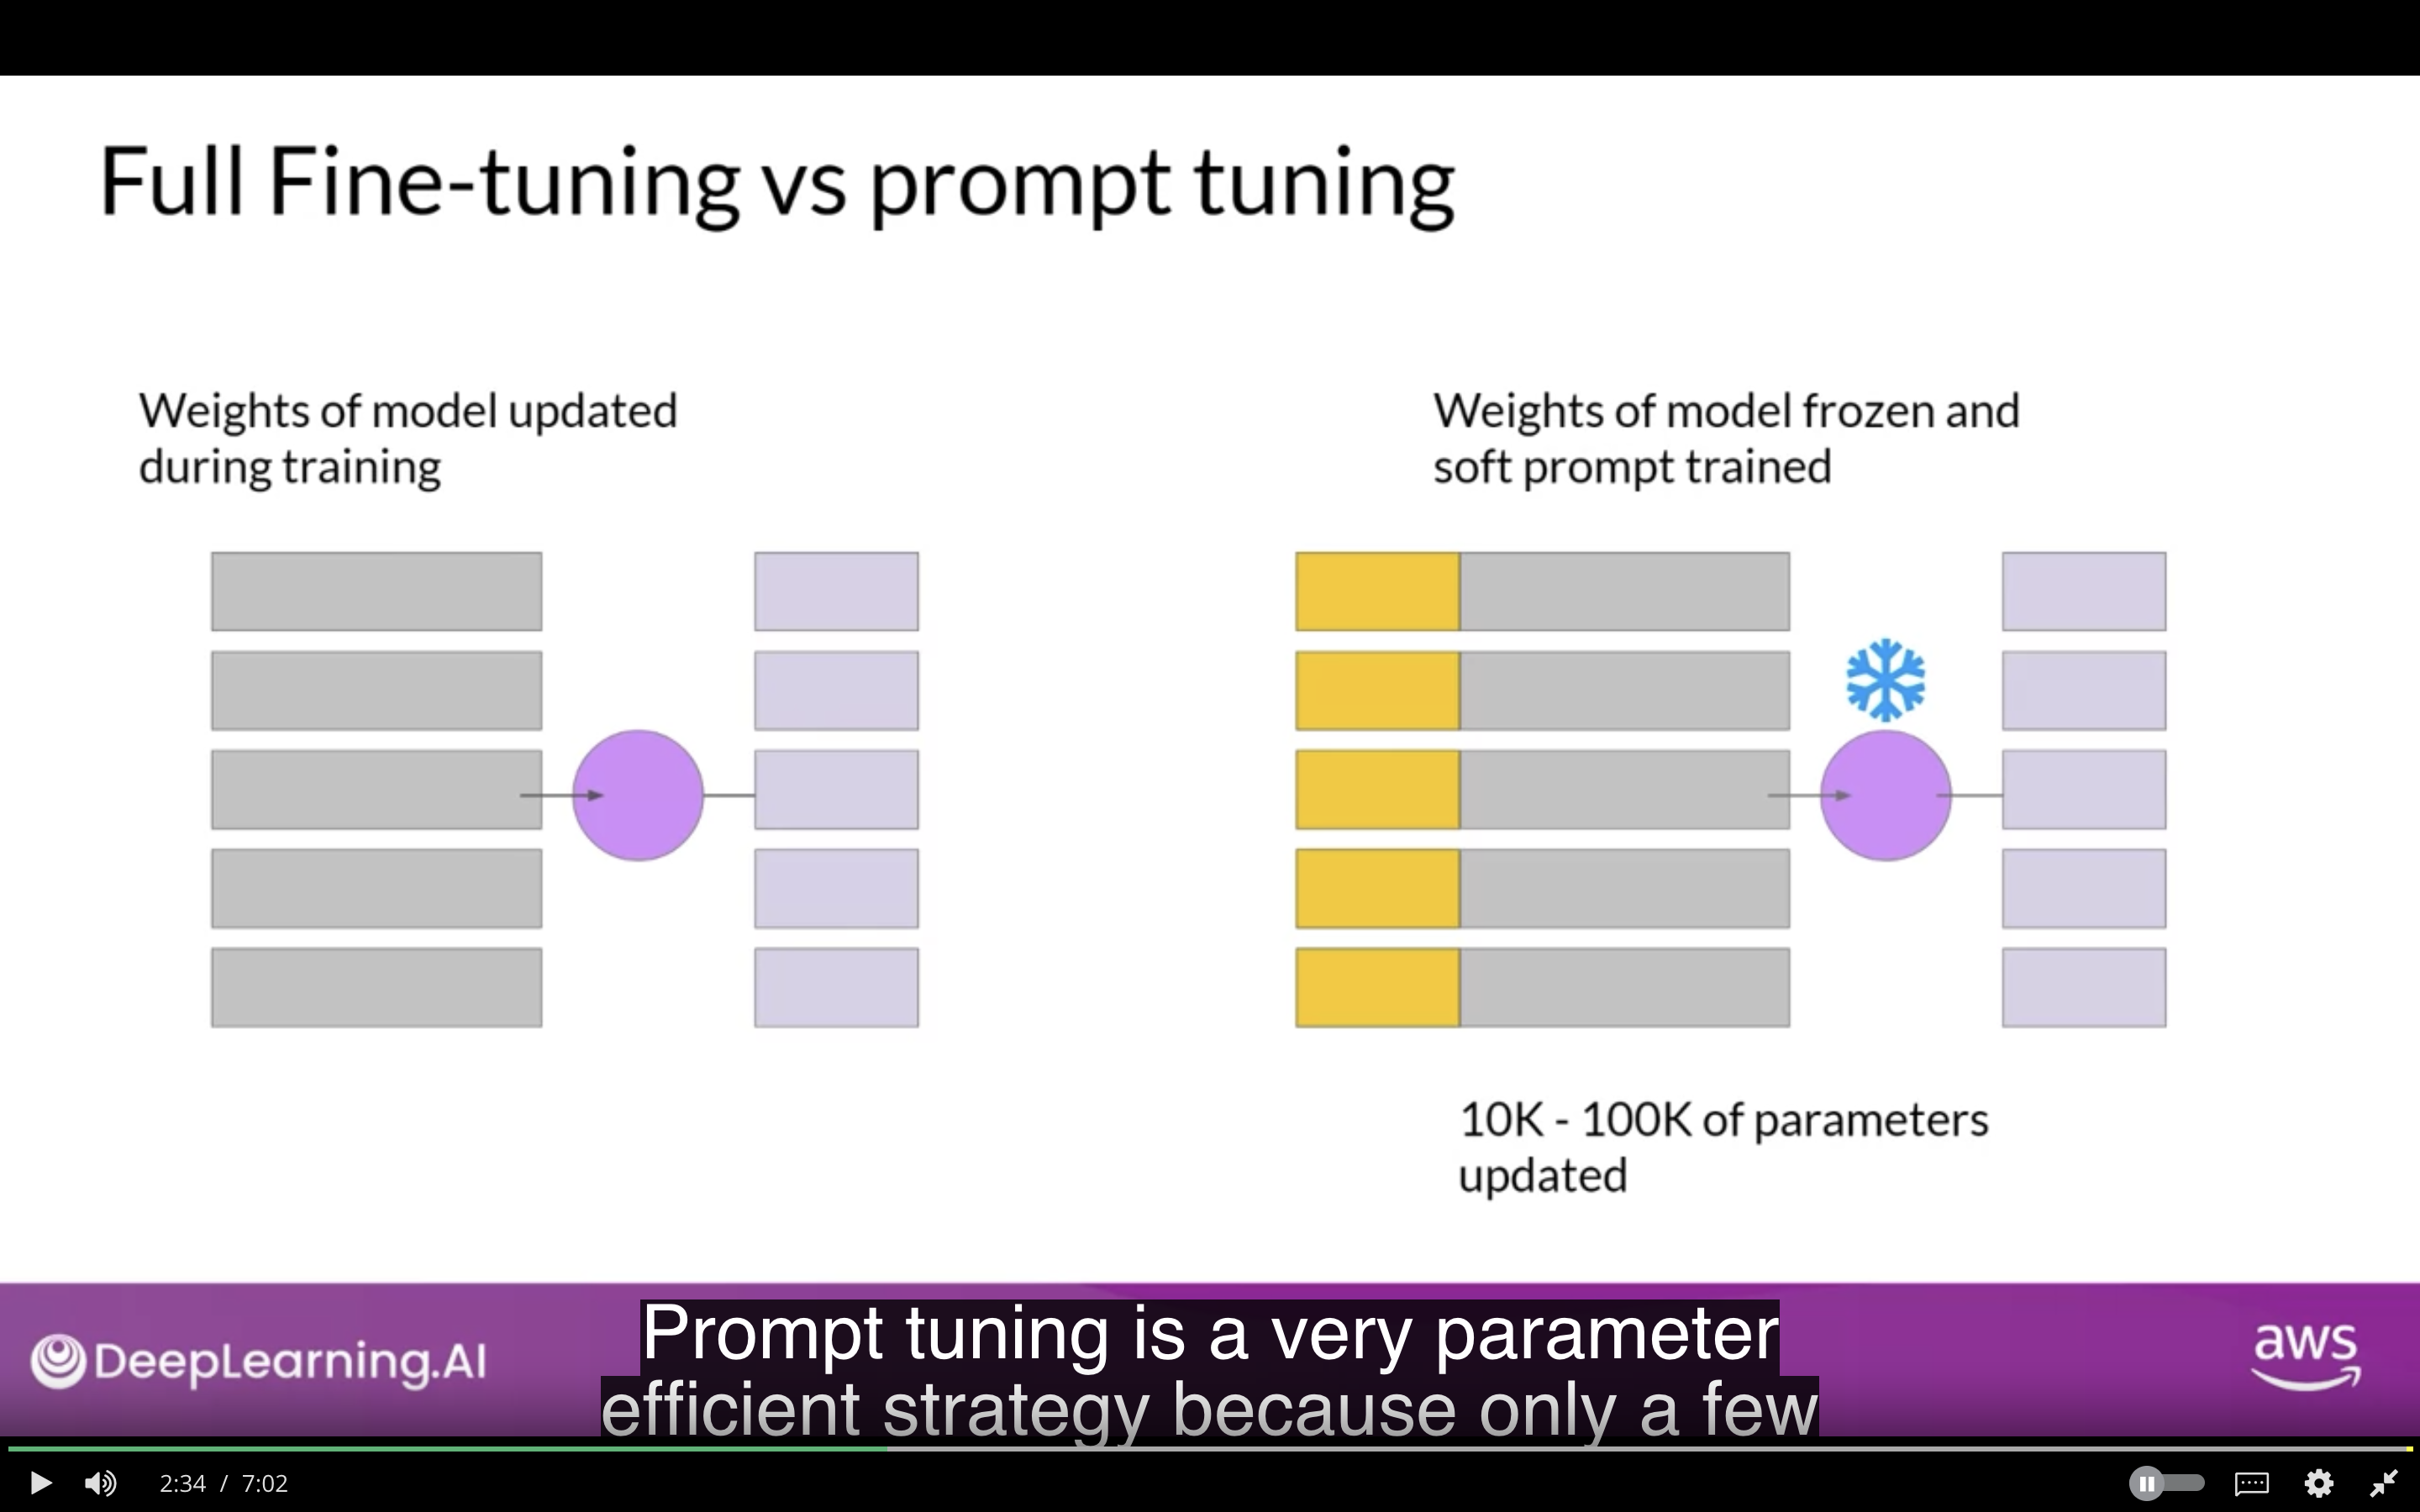 Full Fine-tuning vs prompt tuning
Weights of model updated
during training
Weights of model frozen and
soft prompt trained
10K - 100K of parameters
updated
DeepLearning.AI
Prompt tuning is a very parameter
efficient strategy because only a few
aws
2:34 / 7:02